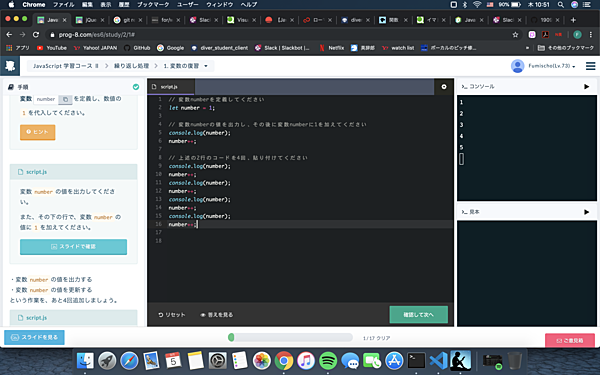 Chrome ファイル 編集 表示 履歴 ブックマーク ユーザー ウィンドウ ヘルプ
90% 木 10:51
prog-8.com/es6/study/2/1#
アプリ YouTube Yahoo! JAPAN GitHub Google diver_student_client Slack | Slackbot |... Netflix 英辞郎 watch list ボーカルのピッチ修... その他のブックマーク
JavaScript 学習コース II 繰り返し処理 1. 変数の復習 Fumischo(Lv.73)
手順
変数 number を定義し、数値の
1 を代入してください。
ヒント
script.js
変数 number の値を出力してくださ
い。
また、その下の行で、変数 number の
値に 1 を加えてください。
スライドで確認
・変数 number の値を出力する
・変数 number の値を更新する
という作業を、あと4回追加しましょう。
script.js
スライドを見る
script.js
1 // 変数numberを定義してください
2 let number = 1;
3
4 // 変数numberの値を出力し、その後に変数numberに1を加えてください
5 console.log(number);
6 number++;
7
8 // 上述の2行のコードを4回、貼り付けてください
9 console.log(number);
10 number++;
11 console.log(number);
12 number++;
13 console.log(number);
14 number++;
15 console.log(number);
16 number++;
17
18
リセット 答えを見る 確認して次へ
コンソール
1
2
3
4
5
見本
1/17 クリア
ご意見箱